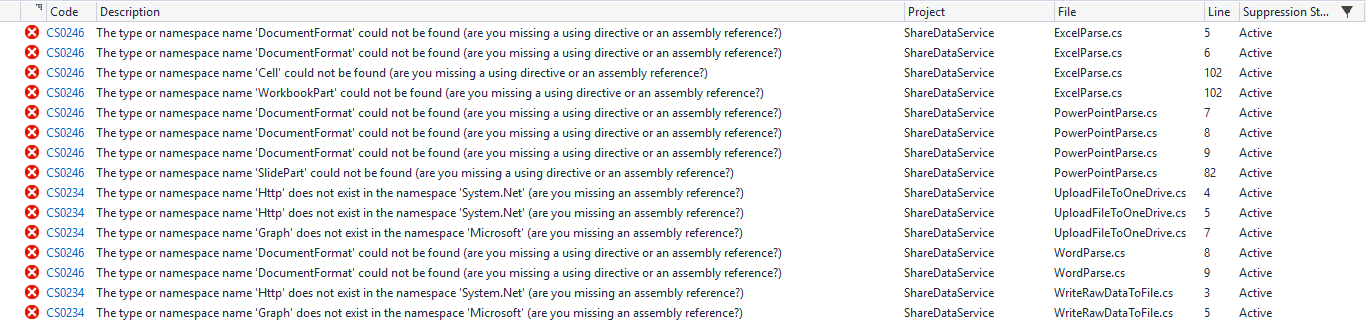 Code Description Project File Line Suppression St...
CS0246 The type or namespace name 'DocumentFormat' could not be found (are you missing a using directive or an assembly reference?) ShareDataService ExcelParse.cs 5 Active
CS0246 The type or namespace name 'DocumentFormat' could not be found (are you missing a using directive or an assembly reference?) ShareDataService ExcelParse.cs 6 Active
CS0246 The type or namespace name 'Cell' could not be found (are you missing a using directive or an assembly reference?) ShareDataService ExcelParse.cs 102 Active
CS0246 The type or namespace name 'WorkbookPart' could not be found (are you missing a using directive or an assembly reference?) ShareDataService ExcelParse.cs 102 Active
CS0246 The type or namespace name 'DocumentFormat' could not be found (are you missing a using directive or an assembly reference?) ShareDataService PowerPointParse.cs 7 Active
CS0246 The type or namespace name 'DocumentFormat' could not be found (are you missing a using directive or an assembly reference?) ShareDataService PowerPointParse.cs 8 Active
CS0246 The type or namespace name 'DocumentFormat' could not be found (are you missing a using directive or an assembly reference?) ShareDataService PowerPointParse.cs 9 Active
CS0246 The type or namespace name 'SlidePart' could not be found (are you missing a using directive or an assembly reference?) ShareDataService PowerPointParse.cs 82 Active
CS0234 The type or namespace name 'Http' does not exist in the namespace 'System.Net' (are you missing an assembly reference?) ShareDataService UploadFileToOneDrive.cs 4 Active
CS0234 The type or namespace name 'Http' does not exist in the namespace 'System.Net' (are you missing an assembly reference?) ShareDataService UploadFileToOneDrive.cs 5 Active
CS0234 The type or namespace name 'Graph' does not exist in the namespace 'Microsoft' (are you missing an assembly reference?) ShareDataService UploadFileToOneDrive.cs 7 Active
CS0246 The type or namespace name 'DocumentFormat' could not be found (are you missing a using directive or an assembly reference?) ShareDataService WordParse.cs 8 Active
CS0246 The type or namespace name 'DocumentFormat' could not be found (are you missing a using directive or an assembly reference?) ShareDataService WordParse.cs 9 Active
CS0234 The type or namespace name 'Http' does not exist in the namespace 'System.Net' (are you missing an assembly reference?) ShareDataService WriteRawDataToFile.cs 3 Active
CS0234 The type or namespace name 'Graph' does not exist in the namespace 'Microsoft' (are you missing an assembly reference?) ShareDataService WriteRawDataToFile.cs 5 Active